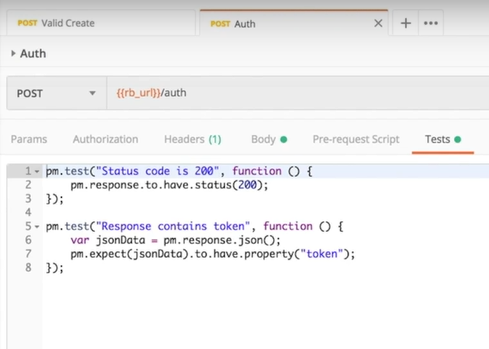 POST Valid Create
POST Auth × + •••
Auth
POST {{rb_url}}/auth
Params Authorization Headers (1) Body Pre-request Script Tests
1 pm.test("Status code is 200", function () {
2 pm.response.to.have.status(200);
3 });
4
5 pm.test("Response contains token", function () {
6 var jsonData = pm.response.json();
7 pm.expect(jsonData).to.have.property("token");
8 });